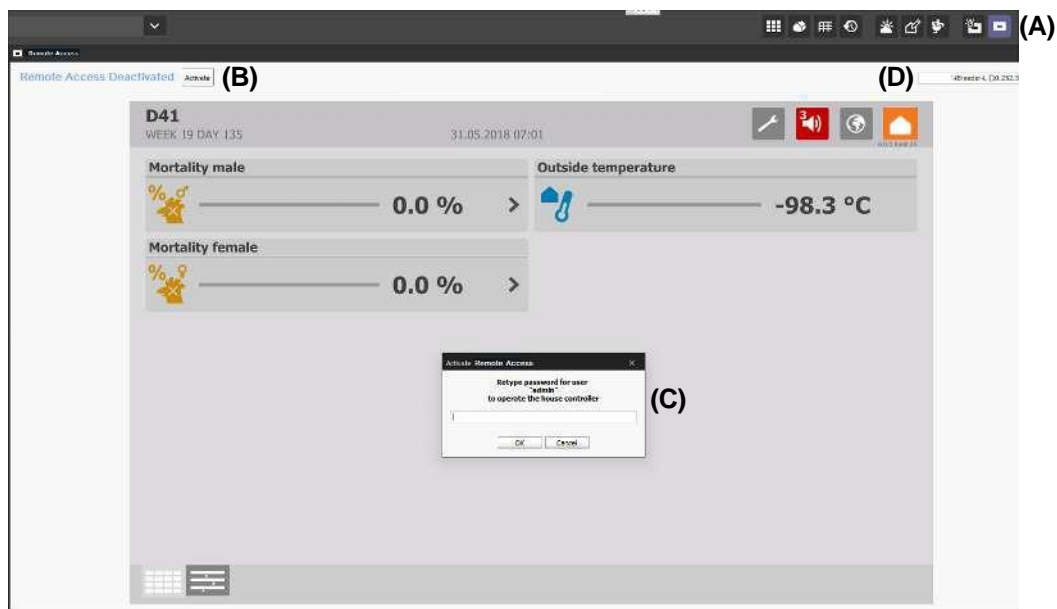 (A)
Remote Access
Remote Access Deactivated Activate (B) (D)
D41
WEEK 19 DAY 135 31.05.2018 07:01 3
Mortality male Outside temperature
% 0.0 % > -98.3 °C
Mortality female
% 0.0 % >
Activate Remote Access ×
Retype password for user
"admin"
to operate the house controller
(C)
OK Cancel